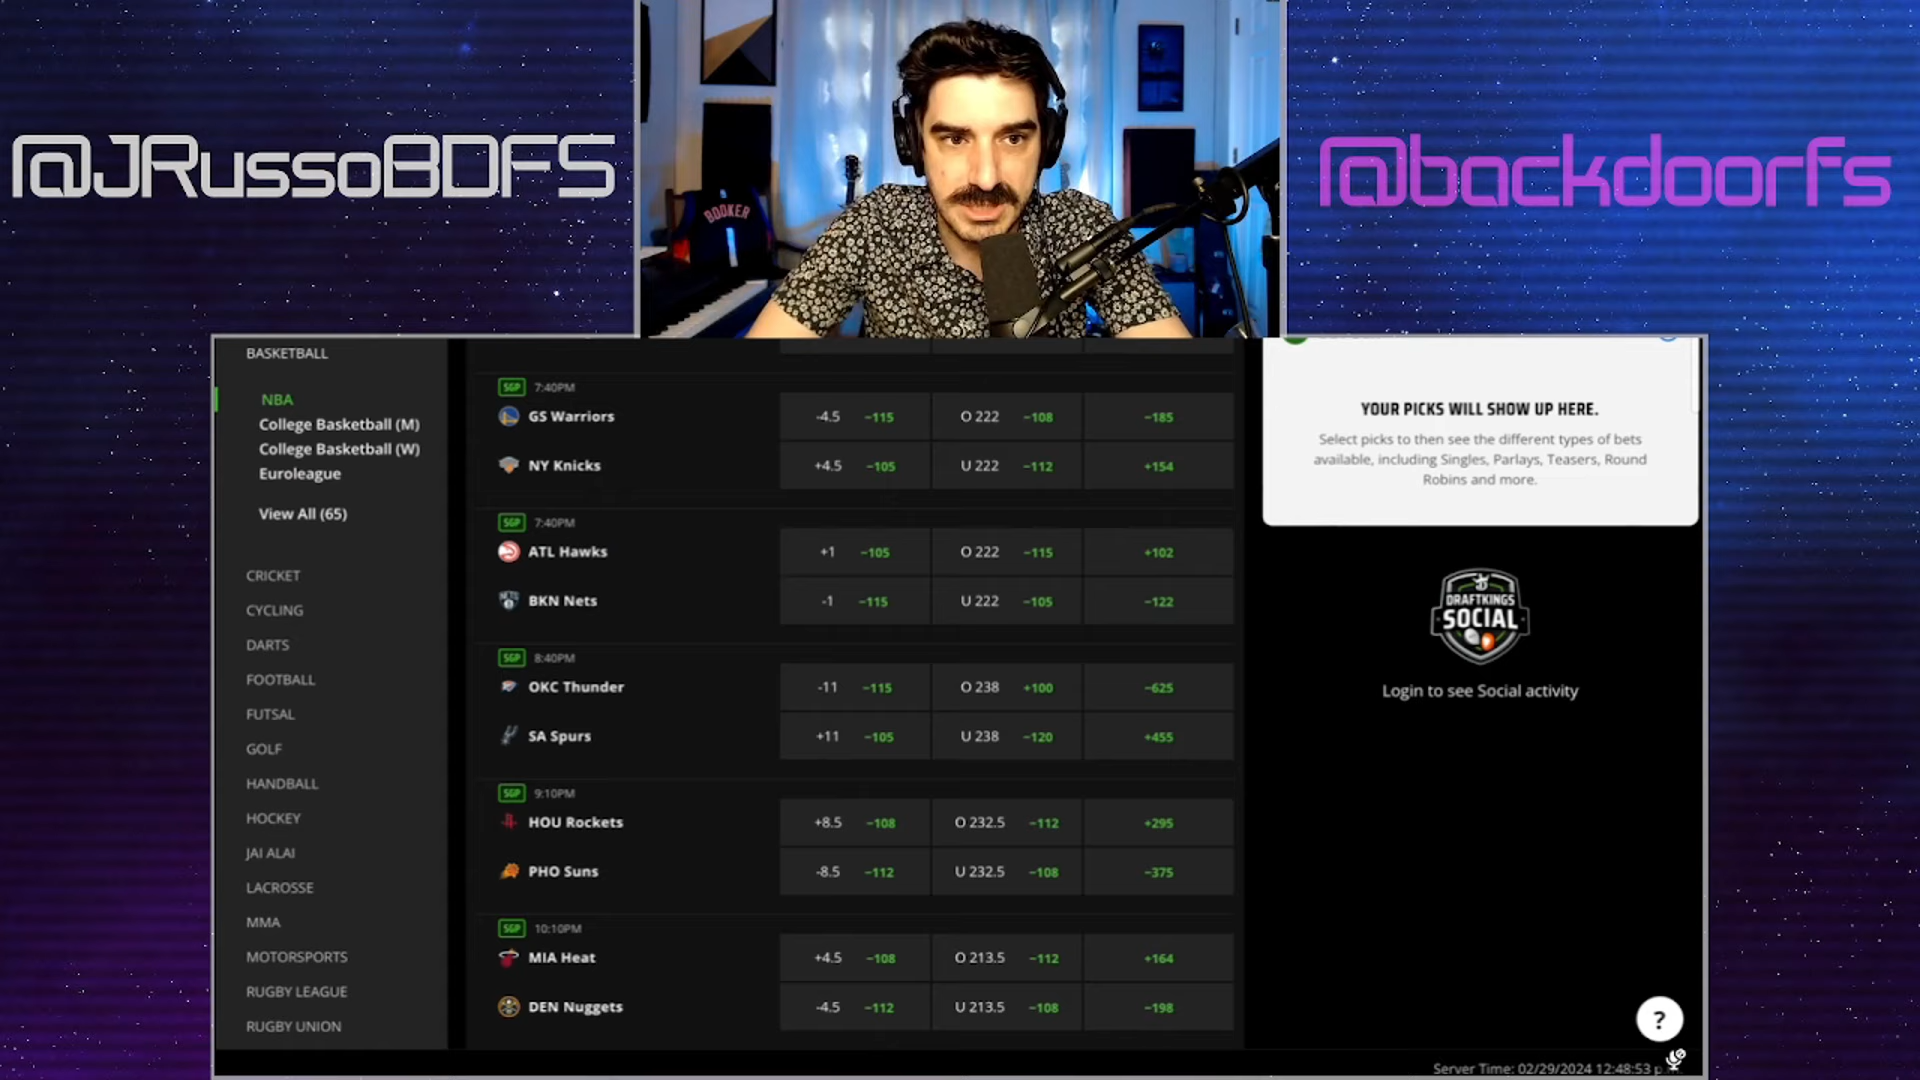 @JRussoBDFS
@backdoorfs
BOOKER
1
BASKETBALL
NBA
College Basketball (M)
College Basketball (W)
Euroleague
View All (65)
CRICKET
CYCLING
DARTS
FOOTBALL
FUTSAL
GOLF
HANDBALL
HOCKEY
JAI ALAI
LACROSSE
MMA
MOTORSPORTS
RUGBY LEAGUE
RUGBY UNION
SGP 7:40PM
GS Warriors -4.5 −115 O 222 −108 −185
NY Knicks +4.5 −105 U 222 −112 +154
SGP 7:40PM
ATL Hawks +1 −105 O 222 −115 +102
BKN Nets -1 −115 U 222 −105 −122
SGP 8:40PM
OKC Thunder -11 −115 O 238 +100 −625
SA Spurs +11 −105 U 238 −120 +455
SGP 9:10PM
HOU Rockets +8.5 −108 O 232.5 −112 +295
PHO Suns -8.5 −112 U 232.5 −108 −375
SGP 10:10PM
MIA Heat +4.5 −108 O 213.5 −112 +164
DEN Nuggets -4.5 −112 U 213.5 −108 −198
YOUR PICKS WILL SHOW UP HERE.
Select picks to then see the different types of bets
available, including Singles, Parlays, Teasers, Round
Robins and more.
DRAFTKINGS
SOCIAL
Login to see Social activity
?
Server Time: 02/29/2024 12:48:53 p